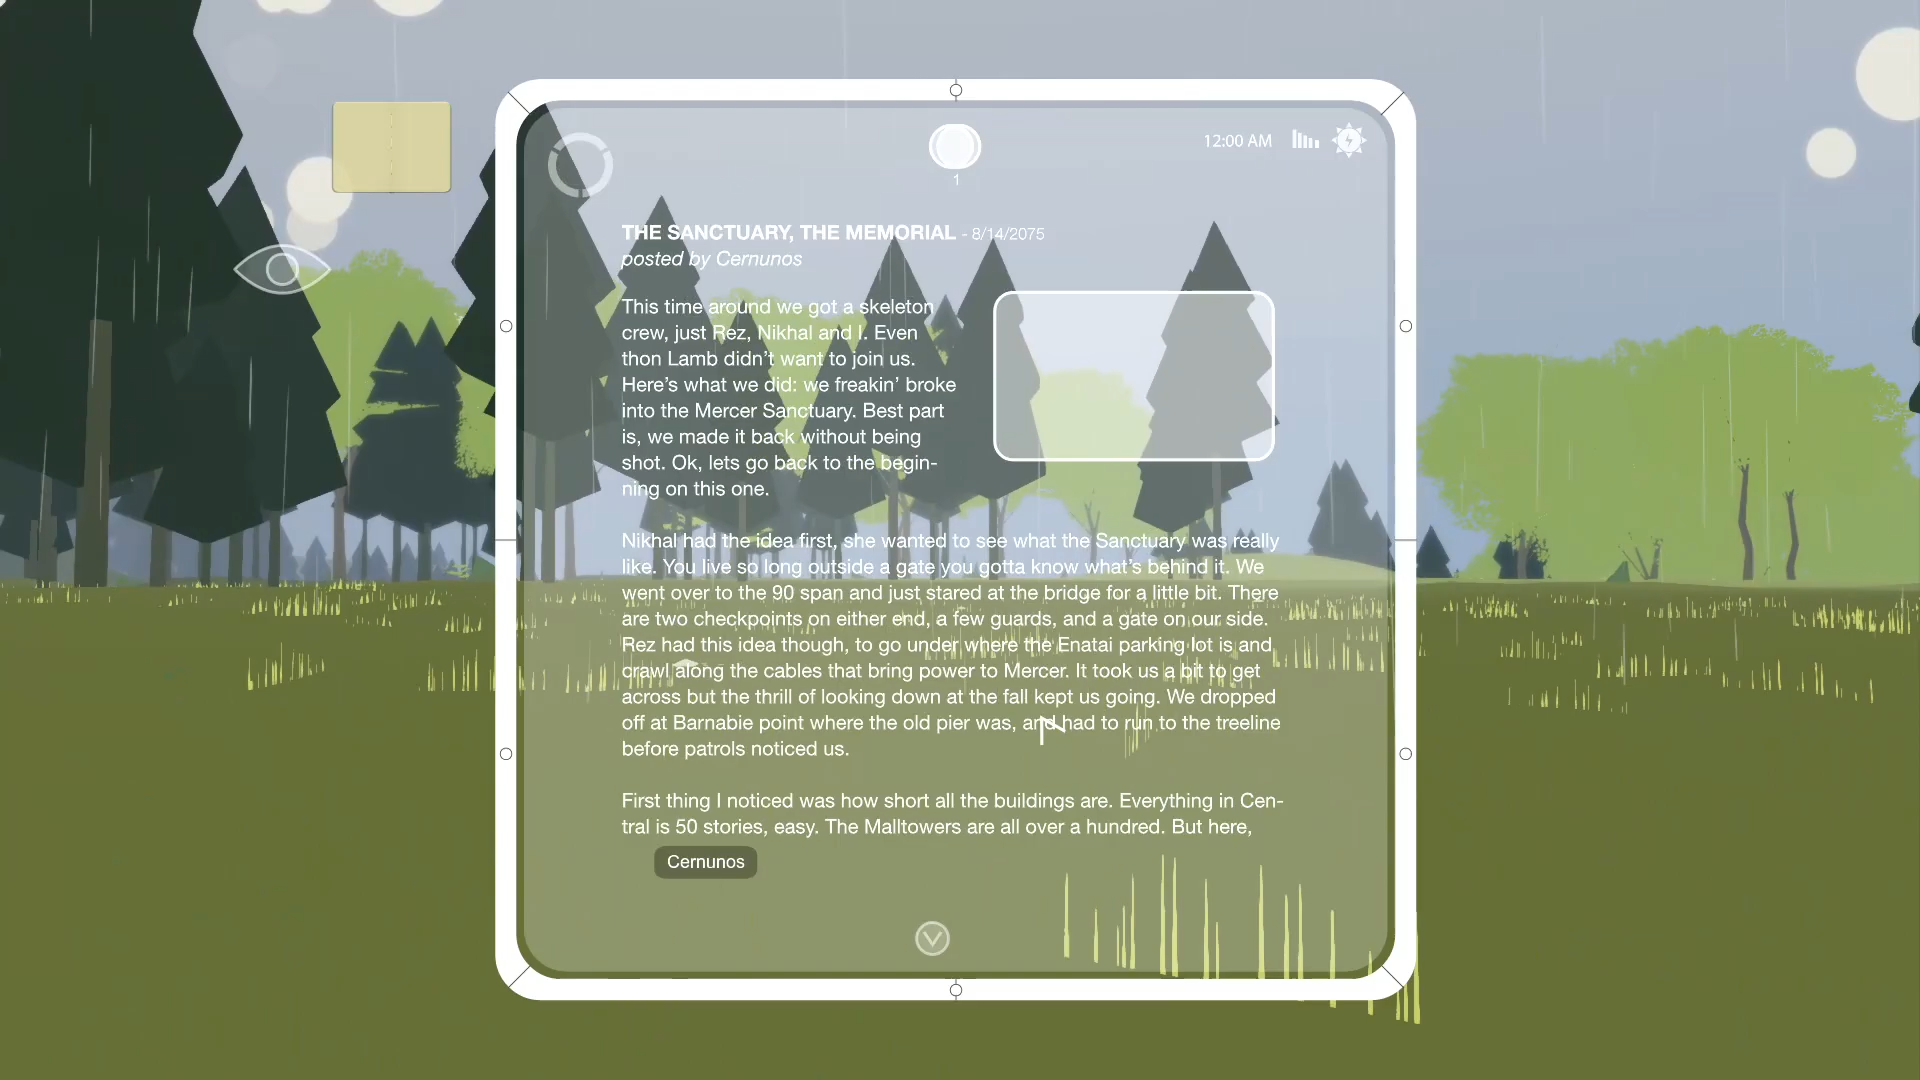 12:00 AM
1
THE SANCTUARY, THE MEMORIAL - 8/14/2075
posted by Cernunos
This time around we got a skeleton
crew, just Rez, Nikhal and I. Even
thon Lamb didn't want to join us.
Here's what we did: we freakin' broke
into the Mercer Sanctuary. Best part
is, we made it back without being
shot. Ok, lets go back to the begin-
ning on this one.
Nikhal had the idea first, she wanted to see what the Sanctuary was really
like. You live so long outside a gate you gotta know what's behind it. We
went over to the 90 span and just stared at the bridge for a little bit. There
are two checkpoints on either end, a few guards, and a gate on our side.
Rez had this idea though, to go under where the Enatai parking lot is and
crawl along the cables that bring power to Mercer. It took us a bit to get
across but the thrill of looking down at the fall kept us going. We dropped
off at Barnabie point where the old pier was, and had to run to the treeline
before patrols noticed us.
First thing I noticed was how short all the buildings are. Everything in Cen-
tral is 50 stories, easy. The Malltowers are all over a hundred. But here,
Cernunos